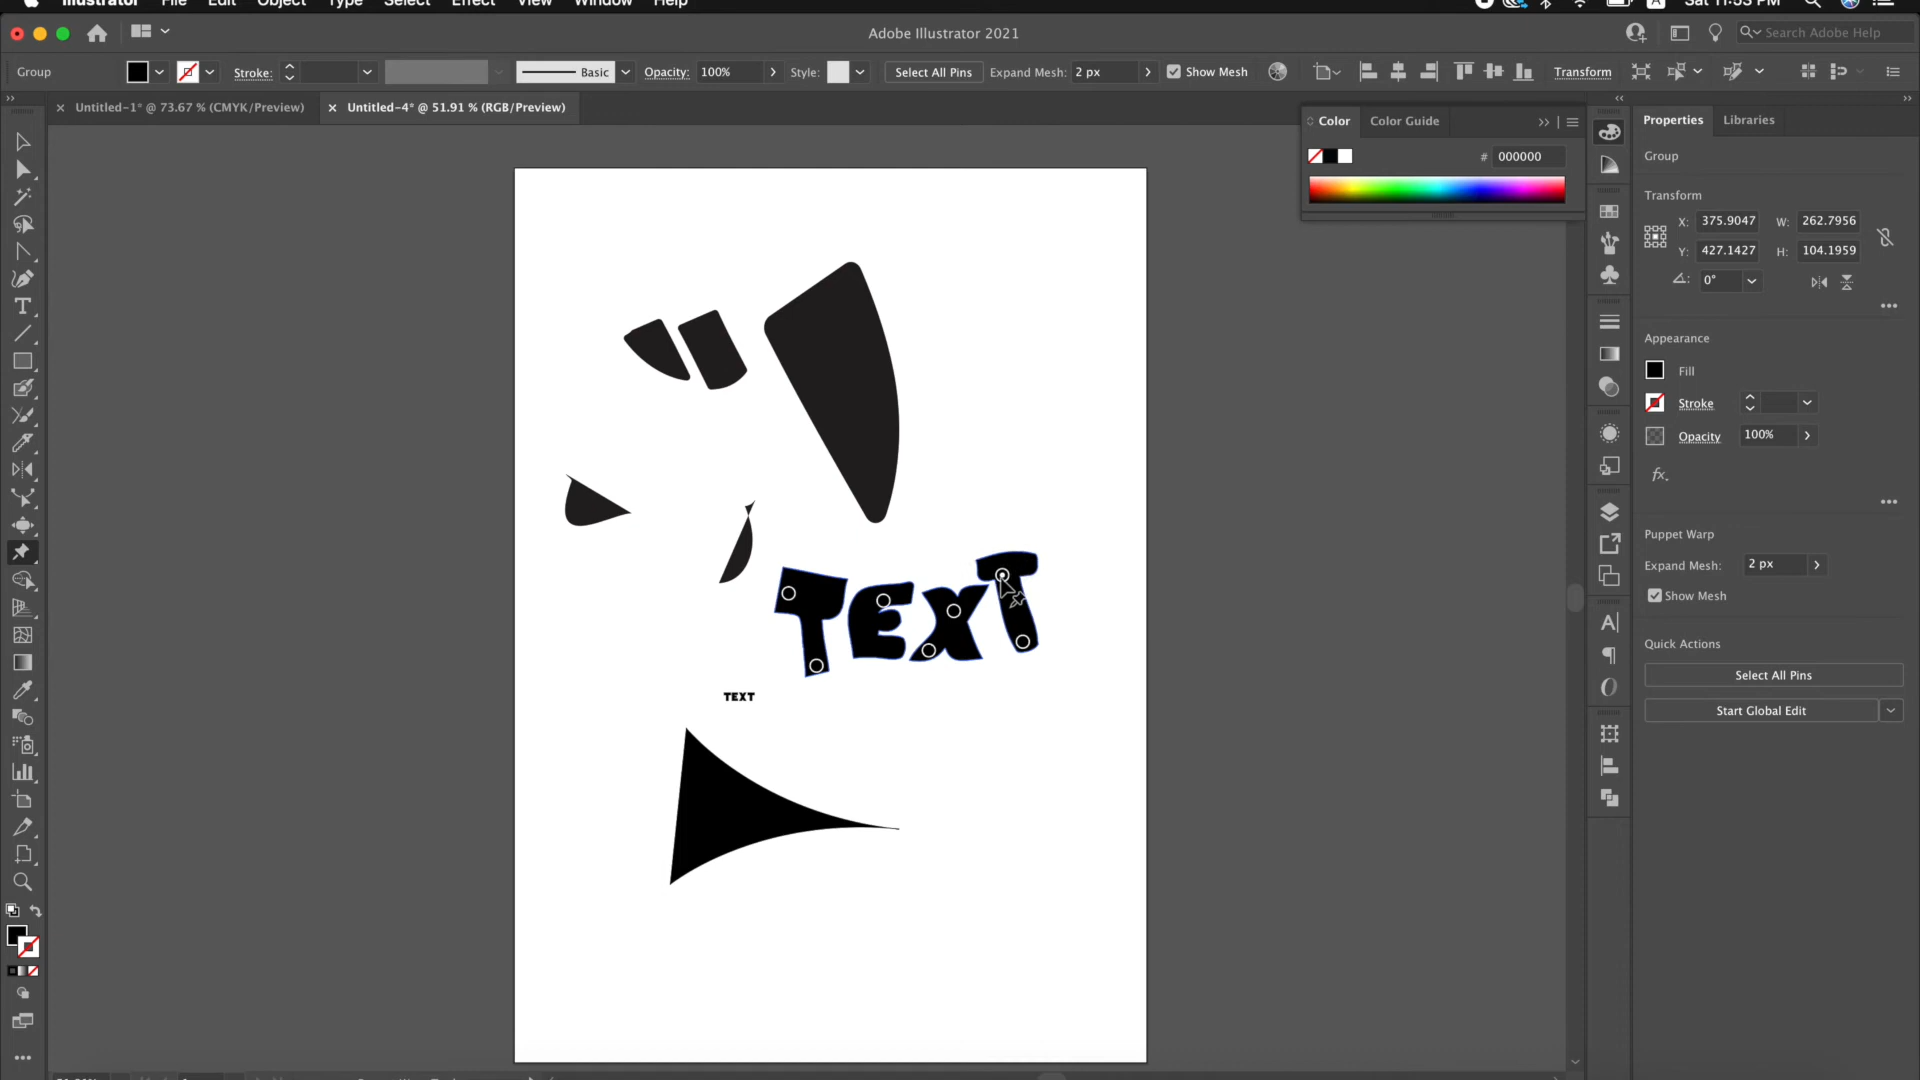 Illustrator File Edit Object Type Select Effect View Window Help A Sat 11:53 PM
Adobe Illustrator 2021
Search Adobe Help
Group Stroke: Basic Opacity: 100% Style: Select All Pins Expand Mesh: 2 px Show Mesh Transform
Untitled-1* @ 73.67 % (CMYK/Preview)
Untitled-4* @ 51.91 % (RGB/Preview)
Color Color Guide
# 000000
Properties Libraries
Group
Transform
X: 375.9047 W: 262.7956
Y: 427.1427 H: 104.1959
0°
Appearance
Fill
Stroke
Opacity 100%
fx.
Puppet Warp
Expand Mesh: 2 px
Show Mesh
Quick Actions
Select All Pins
Start Global Edit
TEXT
TEXT